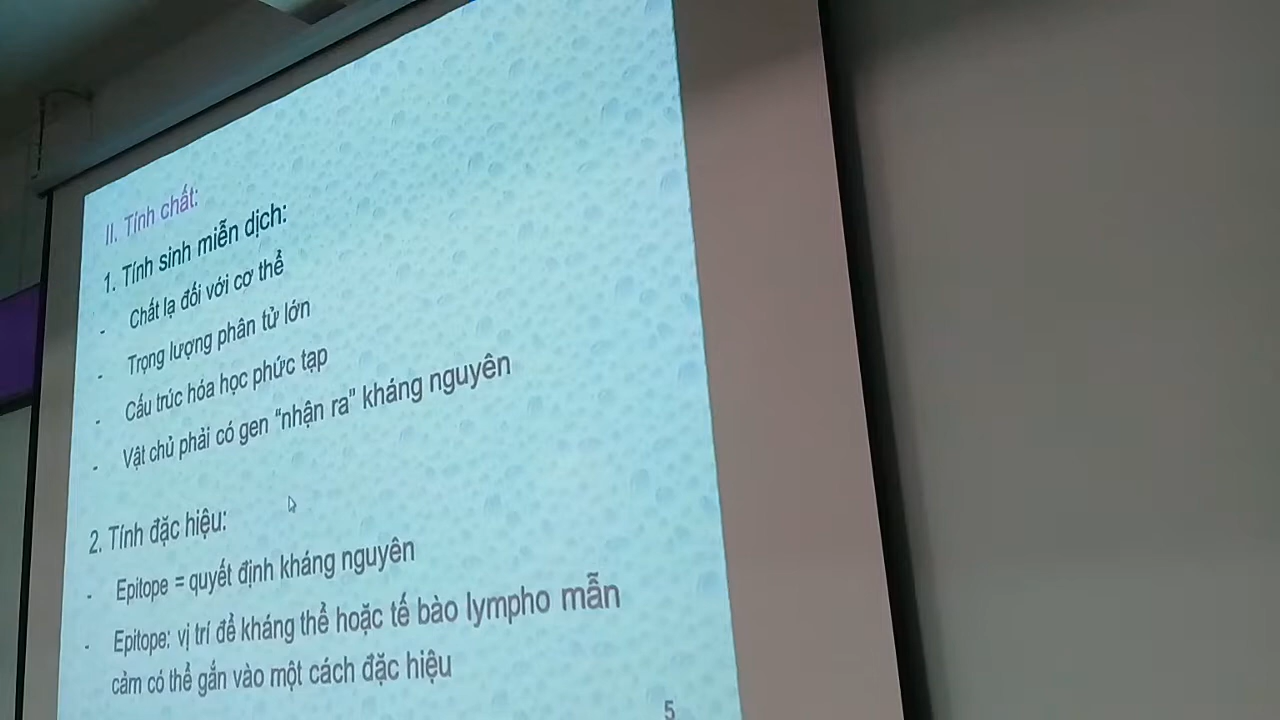 II. Tính chất:
1. Tính sinh miễn dịch:
- Chất lạ đối với cơ thể
- Trọng lượng phân tử lớn
- Cấu trúc hóa học phức tạp
- Vật chủ phải có gen “nhận ra” kháng nguyên
2. Tính đặc hiệu:
- Epitope = quyết định kháng nguyên
- Epitope: vị trí để kháng thể hoặc tế bào lympho mẫn
cảm có thể gắn vào một cách đặc hiệu
5